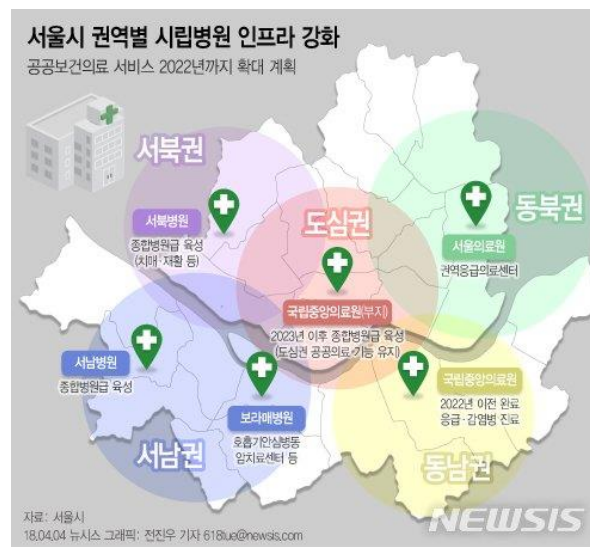 서울시 권역별 시립병원 인프라 강화
공공보건의료 서비스 2022년까지 확대 계획
서북권
서북병원
종합병원급 육성
(치매·재활 등)
도심권
국립중앙의료원(부지)
2023년 이후 종합병원급 육성
(도심권 공공의료 기능 유지)
동북권
서울의료원
권역응급의료센터
서남병원
종합병원급 육성
보라매병원
호흡기안심병동
암치료센터 등
서남권
국립중앙의료원
2022년 이전 완료
응급·감염병 진료
동남권
자료: 서울시
18.04.04 뉴시스 그래픽: 전진우 기자 618tue@newsis.com
NEWSIS